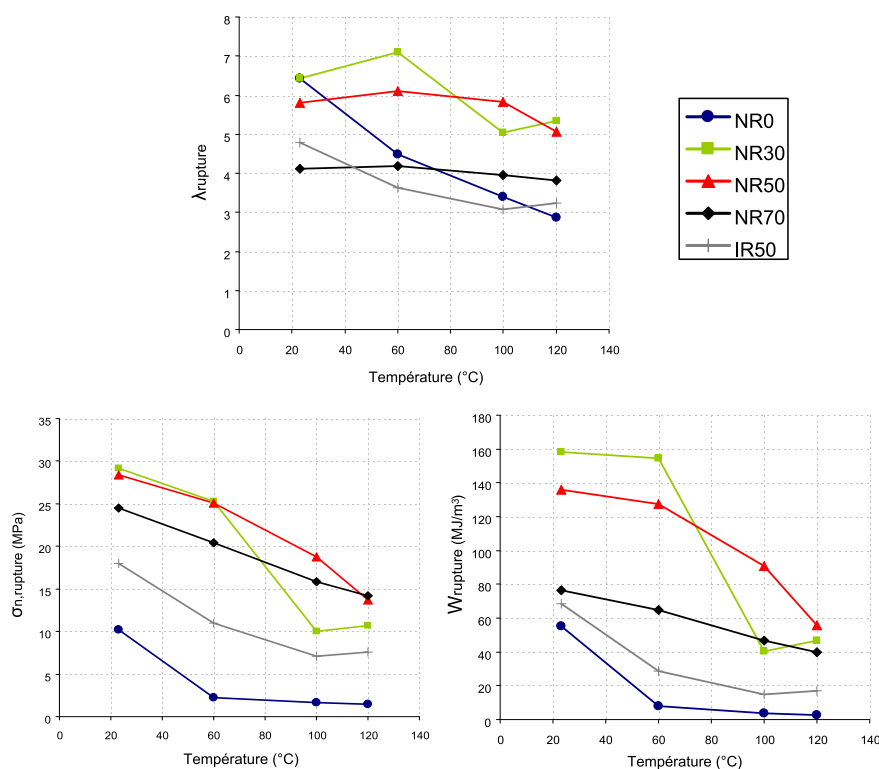 8
7
6
5
4
3
2
1
0
λrupture
0 20 40 60 80 100 120 140
Température (°C)
NR0
NR30
NR50
NR70
IR50
35
30
25
20
15
10
5
0
σn,rupture (MPa)
0 20 40 60 80 100 120 140
Température (°C)
180
160
140
120
100
80
60
40
20
0
Wrupture (MJ/m³)
0 20 40 60 80 100 120 140
Température (°C)